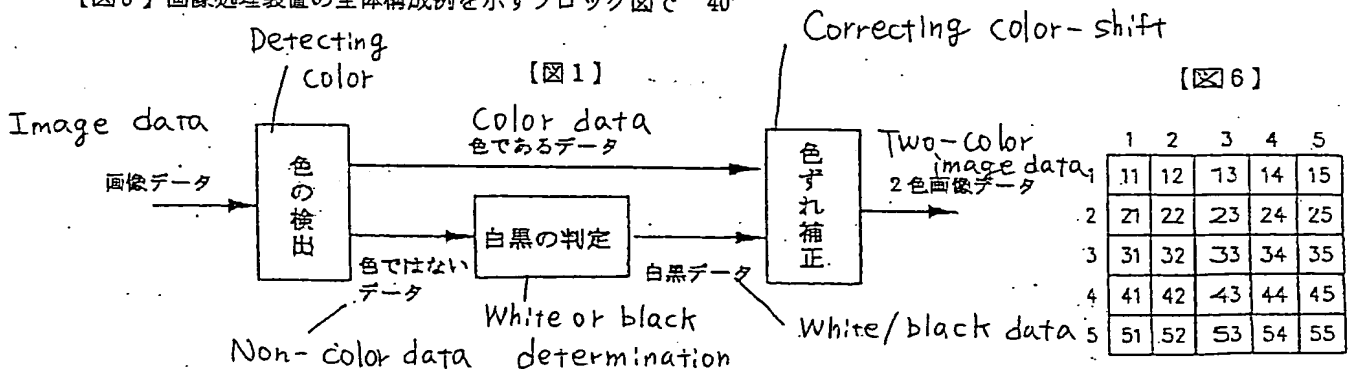 【図6】画像処理装置の全体構成例を示すブロック図で 40
Detecting
color
【図1】
Correcting color-shift
【図6】
Image data
画像データ
色の検出
Color data
色であるデータ
色ではない
データ
Non-color data
白黒の判定
White or black
determination
白黒データ
White/black data
色ずれ補正
Two-color
image data
2色画像データ
1 2 3 4 5
1 11 12 13 14 15
2 21 22 23 24 25
3 31 32 33 34 35
4 41 42 43 44 45
5 51 52 53 54 55